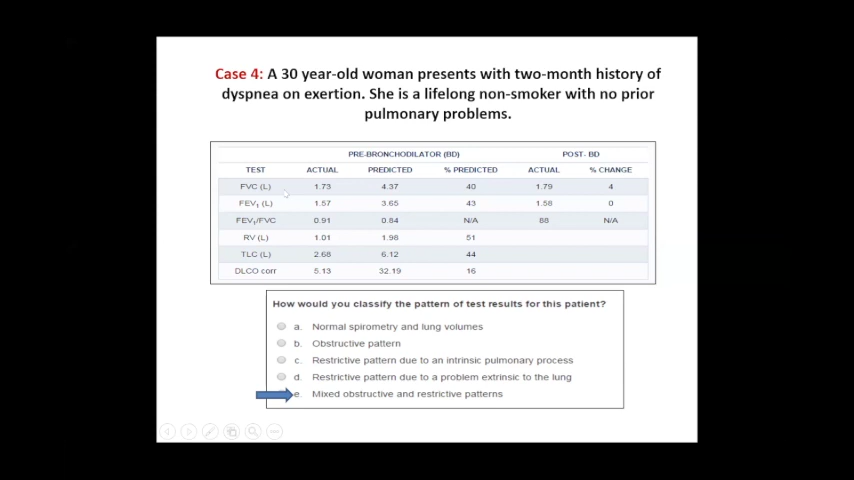 Case 4: A 30 year-old woman presents with two-month history of
dyspnea on exertion. She is a lifelong non-smoker with no prior
pulmonary problems.
PRE-BRONCHODILATOR (BD) POST- BD
TEST ACTUAL PREDICTED % PREDICTED ACTUAL % CHANGE
FVC (L) 1.73 4.37 40 1.79 4
FEV₁ (L) 1.57 3.65 43 1.58 0
FEV₁/FVC 0.91 0.84 N/A 88 N/A
RV (L) 1.01 1.98 51
TLC (L) 2.68 6.12 44
DLCO corr 5.13 32.19 16
How would you classify the pattern of test results for this patient?
a. Normal spirometry and lung volumes
b. Obstructive pattern
c. Restrictive pattern due to an intrinsic pulmonary process
d. Restrictive pattern due to a problem extrinsic to the lung
e. Mixed obstructive and restrictive patterns